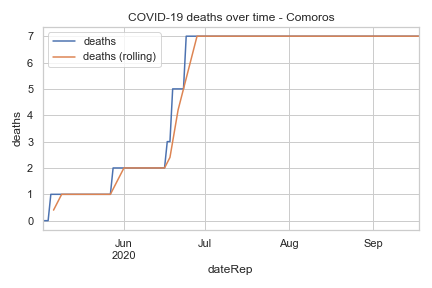 COVID-19 deaths over time - Comoros
deaths
deaths (rolling)
7
6
5
4
3
2
1
0
deaths
Jun
2020
Jul
Aug
Sep
dateRep